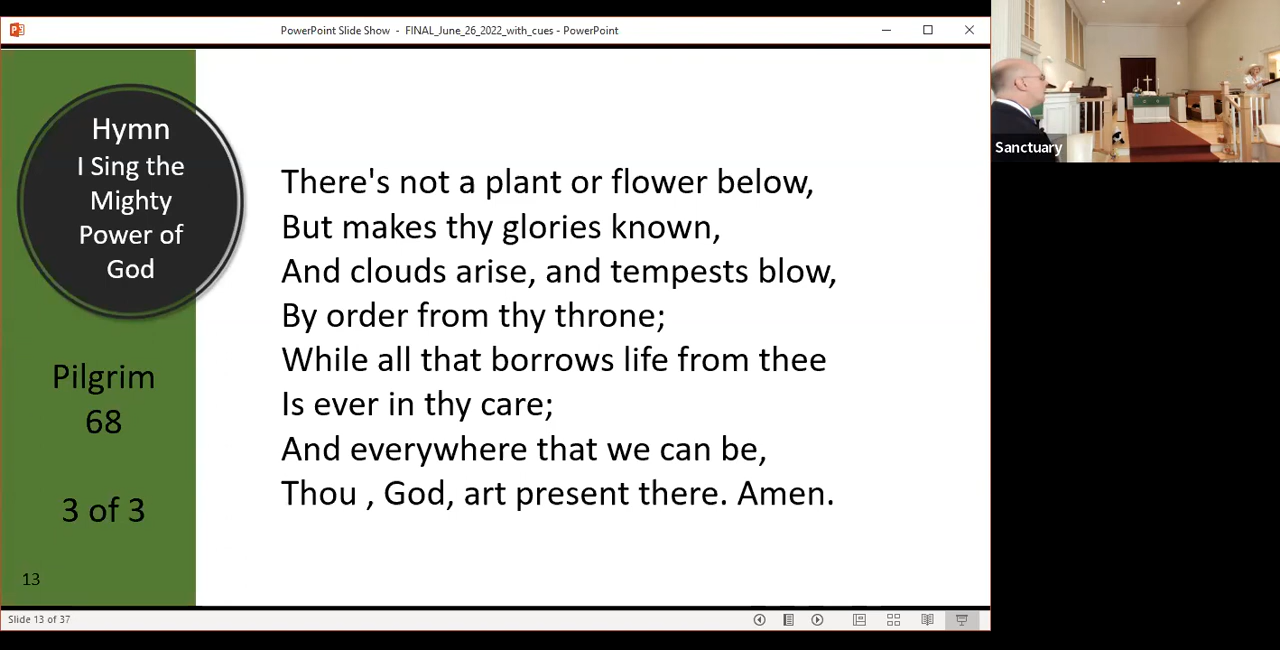 PowerPoint Slide Show - FINAL_June_26_2022_with_cues - PowerPoint
Hymn
I Sing the
Mighty
Power of
God
Pilgrim
68
3 of 3
13
There's not a plant or flower below,
But makes thy glories known,
And clouds arise, and tempests blow,
By order from thy throne;
While all that borrows life from thee
Is ever in thy care;
And everywhere that we can be,
Thou , God, art present there. Amen.
Slide 13 of 37
Sanctuary